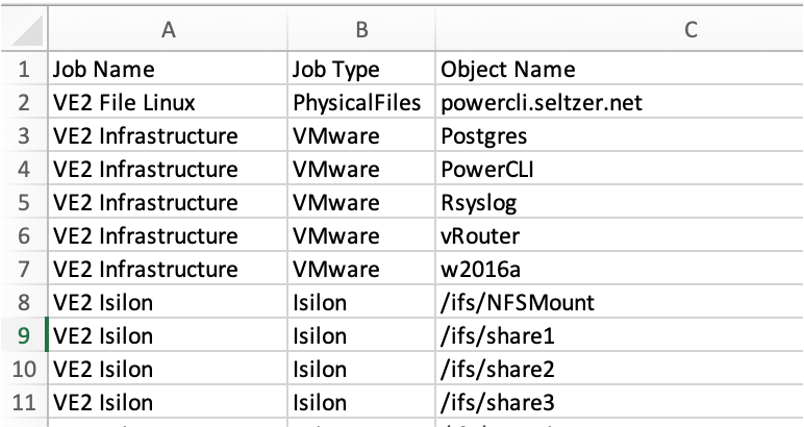 A B C
1 Job Name Job Type Object Name
2 VE2 File Linux PhysicalFiles powercli.seltzer.net
3 VE2 Infrastructure VMware Postgres
4 VE2 Infrastructure VMware PowerCLI
5 VE2 Infrastructure VMware Rsyslog
6 VE2 Infrastructure VMware vRouter
7 VE2 Infrastructure VMware w2016a
8 VE2 Isilon Isilon /ifs/NFSMount
9 VE2 Isilon Isilon /ifs/share1
10 VE2 Isilon Isilon /ifs/share2
11 VE2 Isilon Isilon /ifs/share3